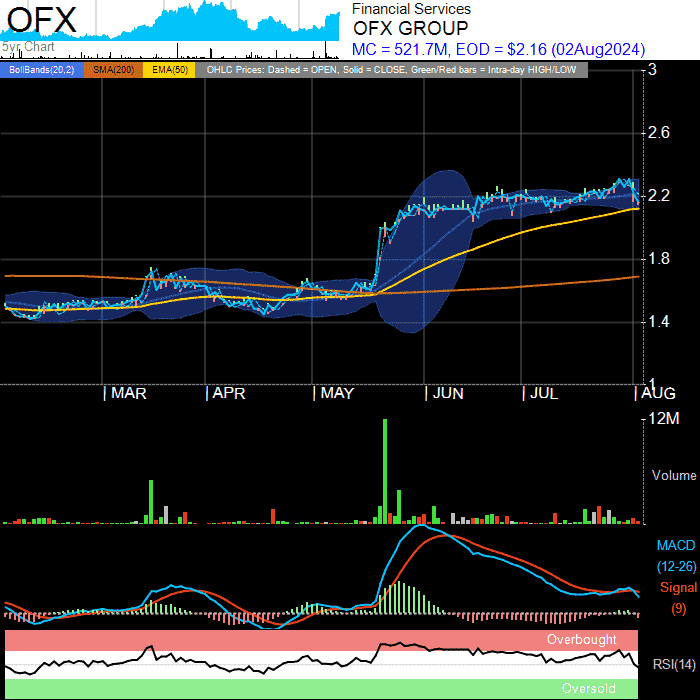 OFX
5yr Chart
Financial Services
OFX GROUP
MC = 521.7M, EOD = $2.16 (02Aug2024)
BollBands(20,2) SMA(200) EMA(50) OHLC Prices: Dashed = OPEN, Solid = CLOSE, Green/Red bars = Intra-day HIGH/LOW
3
2.6
2.2
1.8
1.4
1
MAR APR MAY JUN JUL AUG
12M
Volume
MACD
(12-26)
Signal
(9)
Overbought
RSI(14)
Oversold